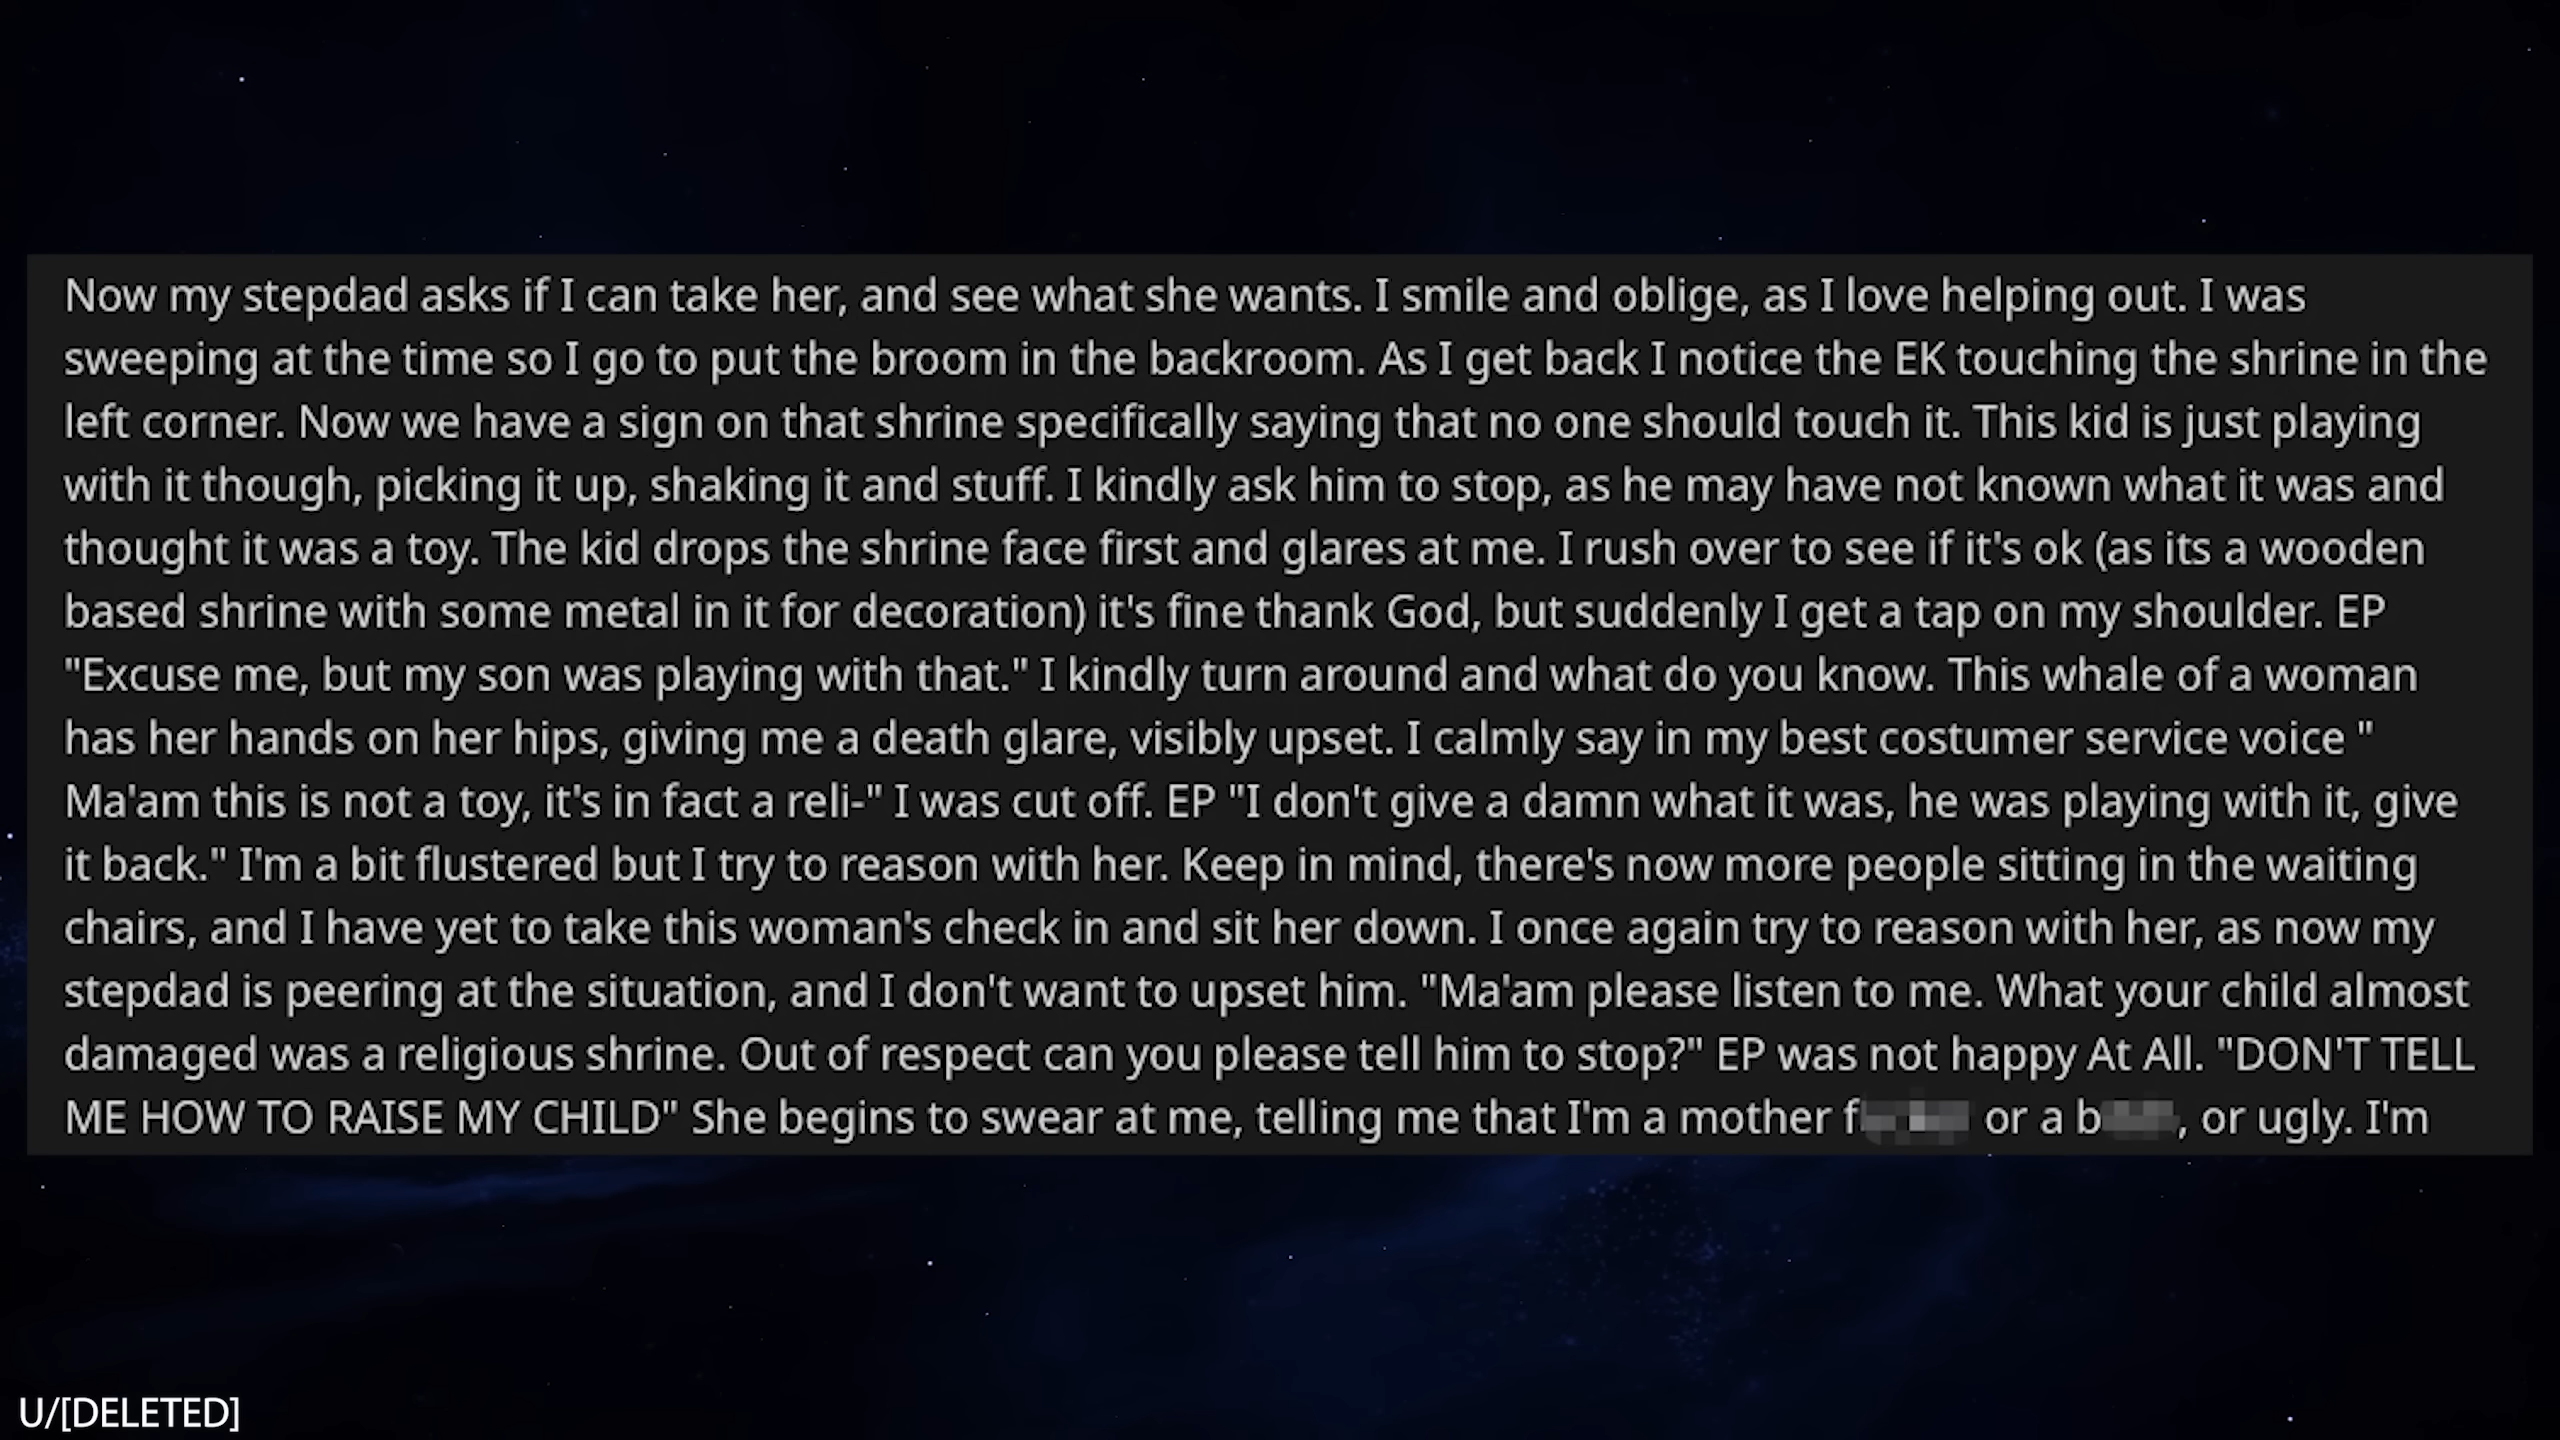 Now my stepdad asks if I can take her, and see what she wants. I smile and oblige, as I love helping out. I was
sweeping at the time so I go to put the broom in the backroom. As I get back I notice the EK touching the shrine in the
left corner. Now we have a sign on that shrine specifically saying that no one should touch it. This kid is just playing
with it though, picking it up, shaking it and stuff. I kindly ask him to stop, as he may have not known what it was and
thought it was a toy. The kid drops the shrine face first and glares at me. I rush over to see if it's ok (as its a wooden
based shrine with some metal in it for decoration) it's fine thank God, but suddenly I get a tap on my shoulder. EP
"Excuse me, but my son was playing with that." I kindly turn around and what do you know. This whale of a woman
has her hands on her hips, giving me a death glare, visibly upset. I calmly say in my best costumer service voice "
Ma'am this is not a toy, it's in fact a reli-" I was cut off. EP "I don't give a damn what it was, he was playing with it, give
it back." I'm a bit flustered but I try to reason with her. Keep in mind, there's now more people sitting in the waiting
chairs, and I have yet to take this woman's check in and sit her down. I once again try to reason with her, as now my
stepdad is peering at the situation, and I don't want to upset him. "Ma'am please listen to me. What your child almost
damaged was a religious shrine. Out of respect can you please tell him to stop?" EP was not happy At All. "DON'T TELL
ME HOW TO RAISE MY CHILD" She begins to swear at me, telling me that I'm a mother f or a b, or ugly. I'm
U/[DELETED]